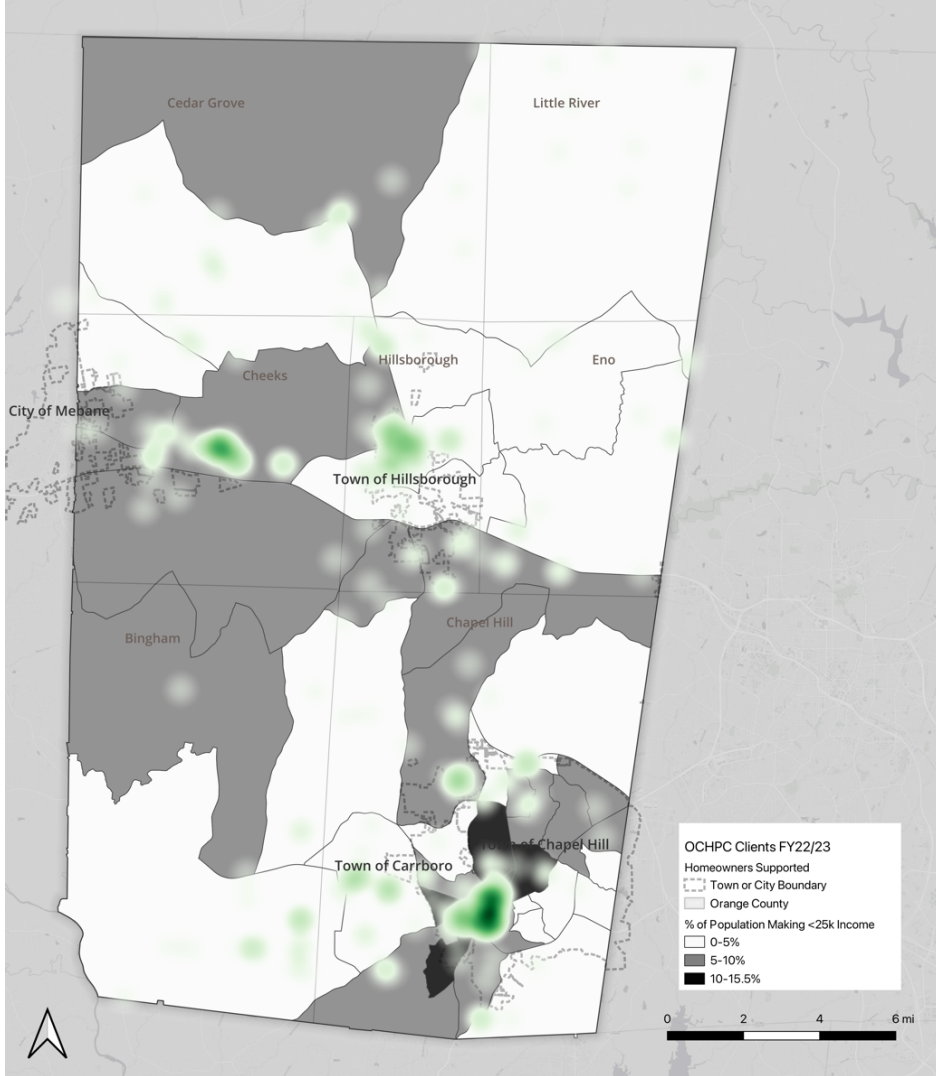 Cedar Grove
Little River
Hillsborough
Eno
Cheeks
City of Mebane
Town of Hillsborough
Chapel Hill
Bingham
Town of Chapel Hill
Town of Carrboro
OCHPC Clients FY22/23
Homeowners Supported
Town or City Boundary
Orange County
% of Population Making <25k Income
0-5%
5-10%
10-15.5%
0 2 4 6 mi